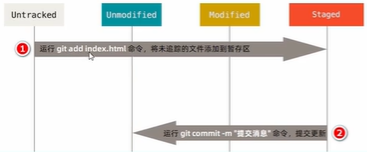 Untracked Unmodified Modified Staged
1 运行 git add index.html 命令，将未追踪的文件添加到暂存区
运行 git commit -m "提交消息" 命令，提交更新 2